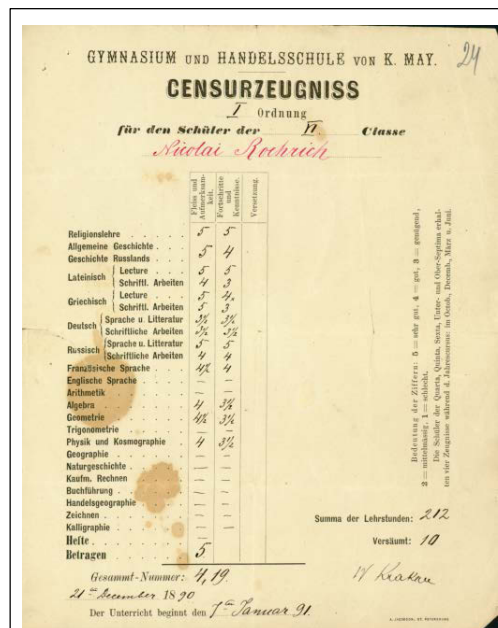 24
GYMNASIUM UND HANDELSSCHULE VON K. MAY.
CENSURZEUGNISS
I Ordnung
für den Schüler der VI. Classe
Nicolai Roehrich
Fleiss und Aufmerksamkeit. Fortschritte und Kenntnisse. Versetzung.
Religionslehre 5 5
Allgemeine Geschichte
Geschichte Russlands 5 4
Lateinisch Lecture 5 5
Schriftl. Arbeiten 4 3
Griechisch Lecture 5 4
Schriftl. Arbeiten 5 3
Deutsch Sprache u. Litteratur 3½ 3½
Schriftliche Arbeiten 3½ 3½
Russisch Sprache u. Litteratur 5 5
Schriftliche Arbeiten 4 4
Französische Sprache 4½ 4
Englische Sprache — —
Arithmetik — —
Algebra 4 3½
Geometrie 4½ 3½
Trigonometrie — —
Physik und Kosmographie 4 3½
Geographie — —
Naturgeschichte — —
Kaufm. Rechnen — —
Buchführung — —
Handelsgeographie — —
Zeichnen — —
Kalligraphie — —
Hefte —
Betragen 5
Bedeutung der Ziffern: 5 = sehr gut, 4 = gut, 3 = genügend,
2 = mittelmässig, 1 = schlecht.
Die Schüler der Quarta, Quinta, Sexta, Unter- und Ober-Septima erhal-
ten vier Zeugnisse während d. Jahrescursus: im Octob., Decemb., März u. Juni.
Summa der Lehrstunden: 212
Versäumt: 10
Gesammt-Nummer: 4,19.
21ten December 1890
Der Unterricht beginnt den 7ten Januar 91.